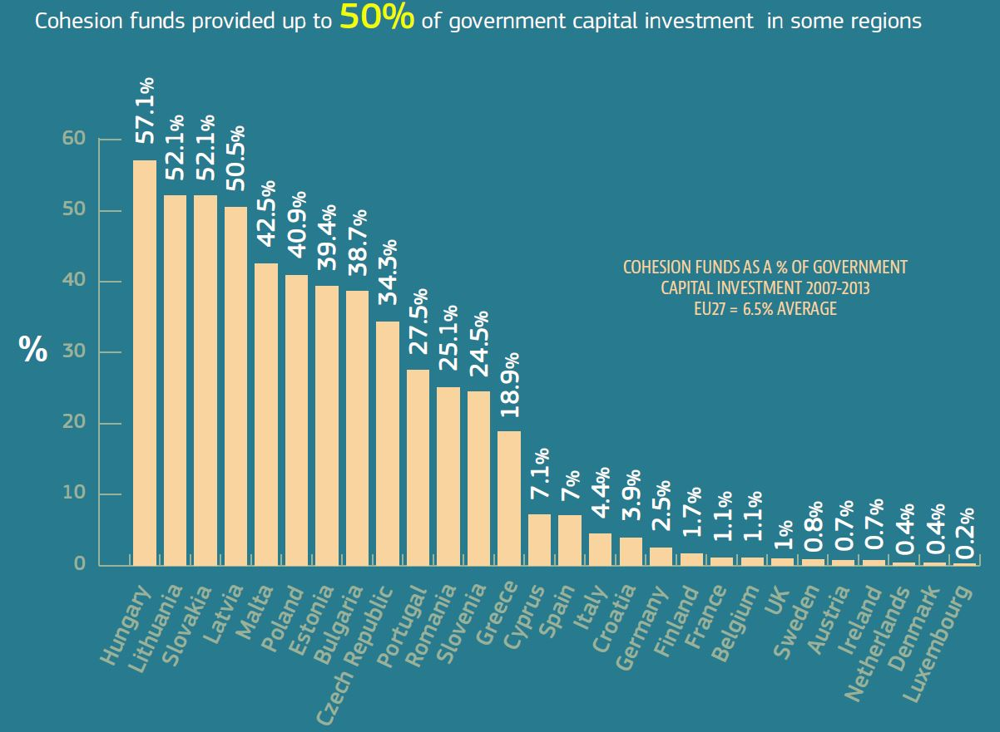 Cohesion funds provided up to 50% of government capital investment in some regions
57.1%
52.1%
52.1%
50.5%
42.5%
40.9%
39.4%
38.7%
34.3%
27.5%
25.1%
24.5%
18.9%
7.1%
7%
4.4%
3.9%
2.5%
1.7%
1.1%
1.1%
1%
0.8%
0.7%
0.7%
0.4%
0.4%
0.2%
COHESION FUNDS AS A % OF GOVERNMENT
CAPITAL INVESTMENT 2007-2013
EU27 = 6.5% AVERAGE
%
60
50
40
30
20
10
0
Hungary
Lithuania
Slovakia
Latvia
Malta
Poland
Estonia
Bulgaria
Czech Republic
Portugal
Romania
Slovenia
Greece
Cyprus
Spain
Italy
Croatia
Germany
Finland
France
Belgium
UK
Sweden
Austria
Ireland
Netherlands
Denmark
Luxembourg